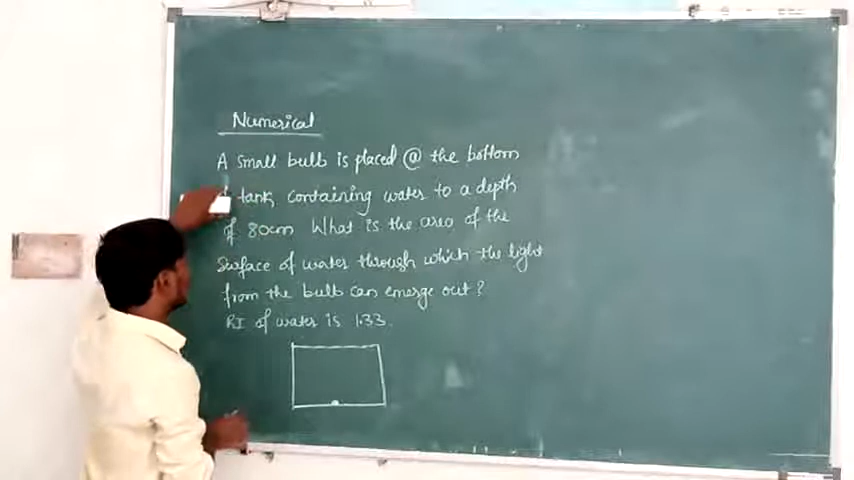 Numerical
A small bulb is placed @ the bottom
tank containing water to a depth
of 80cm What is the area of the
Surface of water through which the light
from the bulb can emerge out?
RI of water is 1.33.